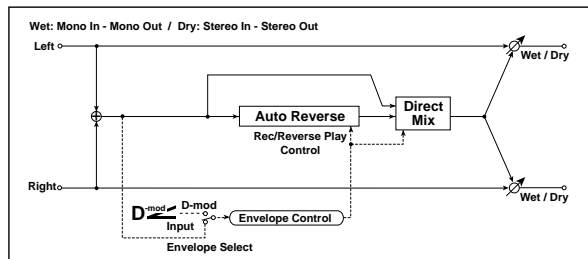 Wet: Mono In - Mono Out / Dry: Stereo In - Stereo Out
Left
Wet / Dry
Auto Reverse
Direct
Mix
Rec/Reverse Play
Control
Right
Wet / Dry
D-mod
D-mod
Input
Envelope Control
Envelope Select